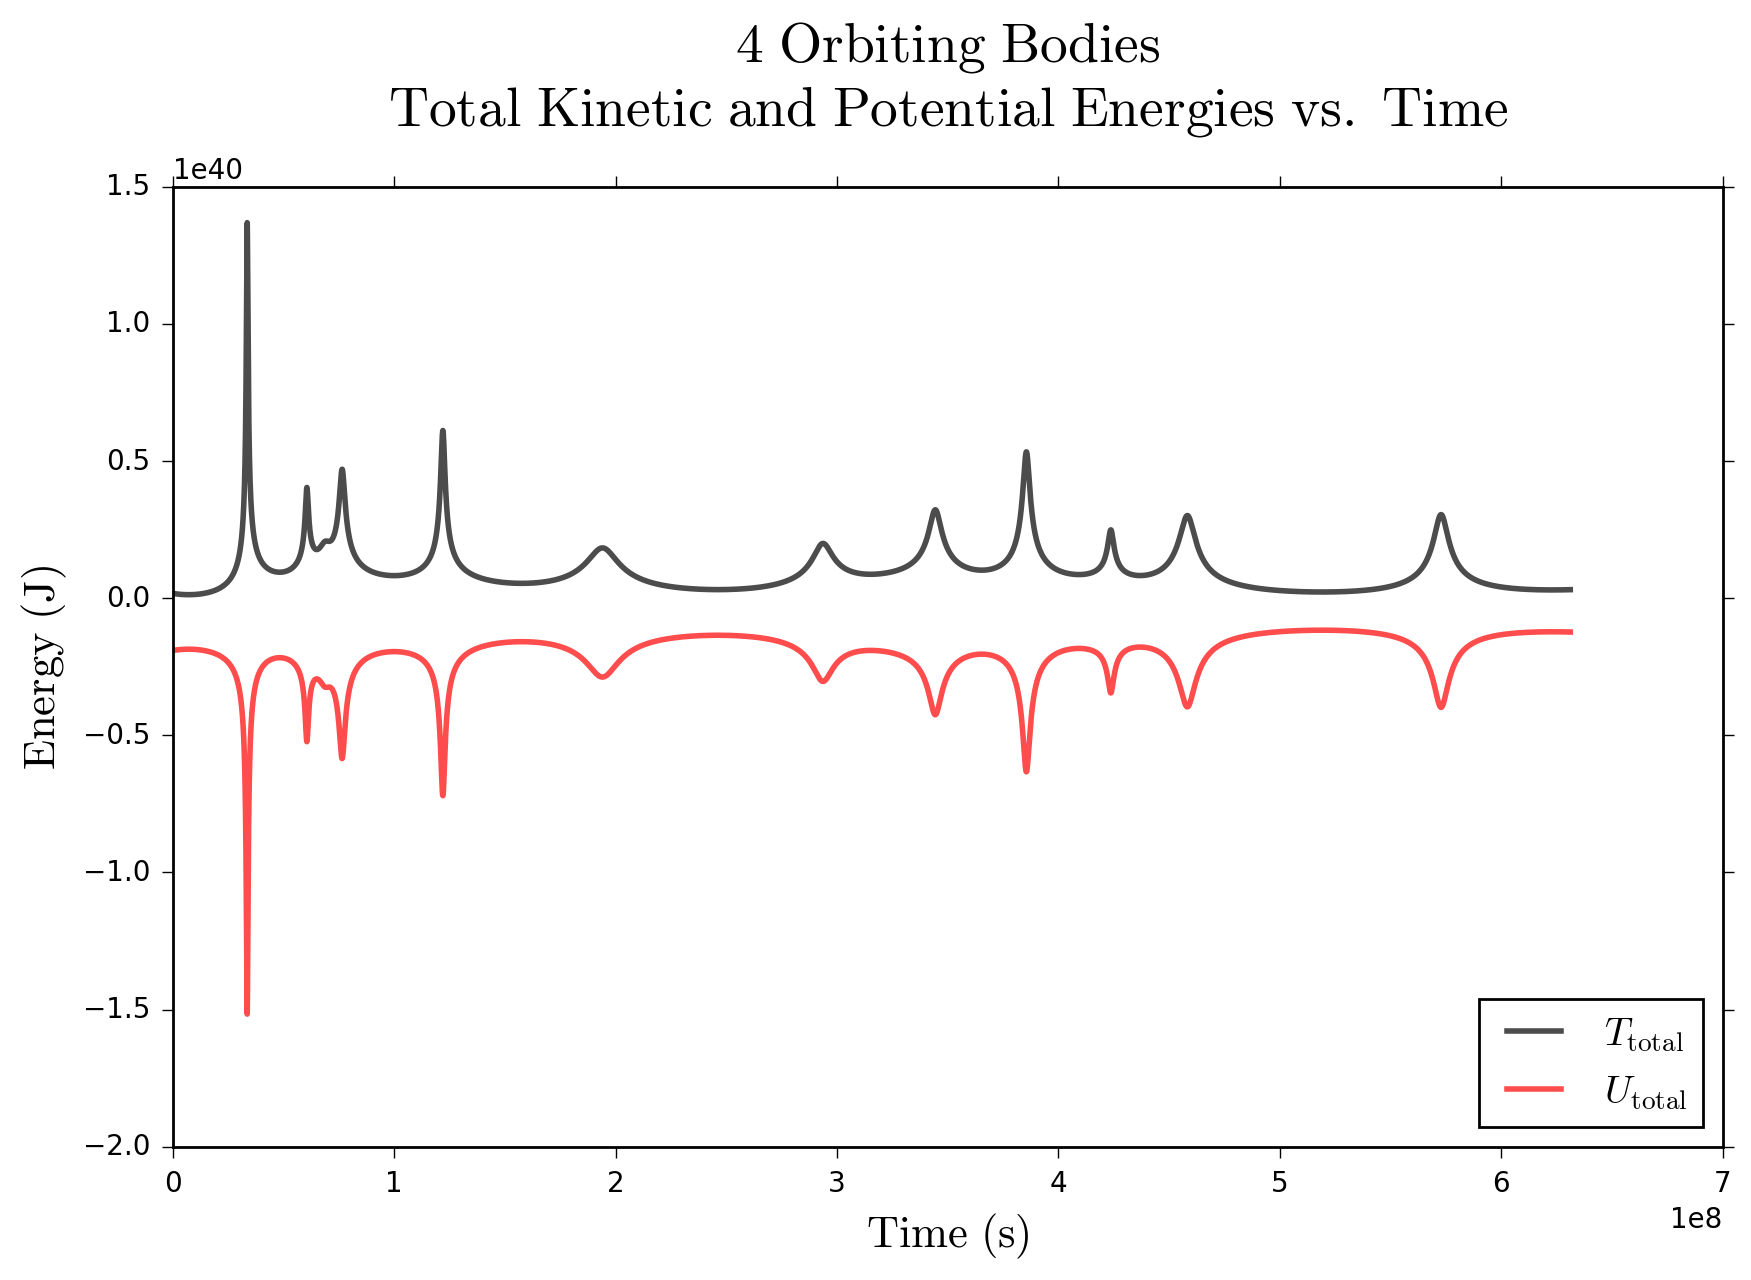 4 Orbiting Bodies
Total Kinetic and Potential Energies vs. Time
1e40
1.5
1.0
0.5
0.0
−0.5
−1.0
−1.5
−2.0
Energy (J)
T_total
U_total
0 1 2 3 4 5 6 7
1e8
Time (s)